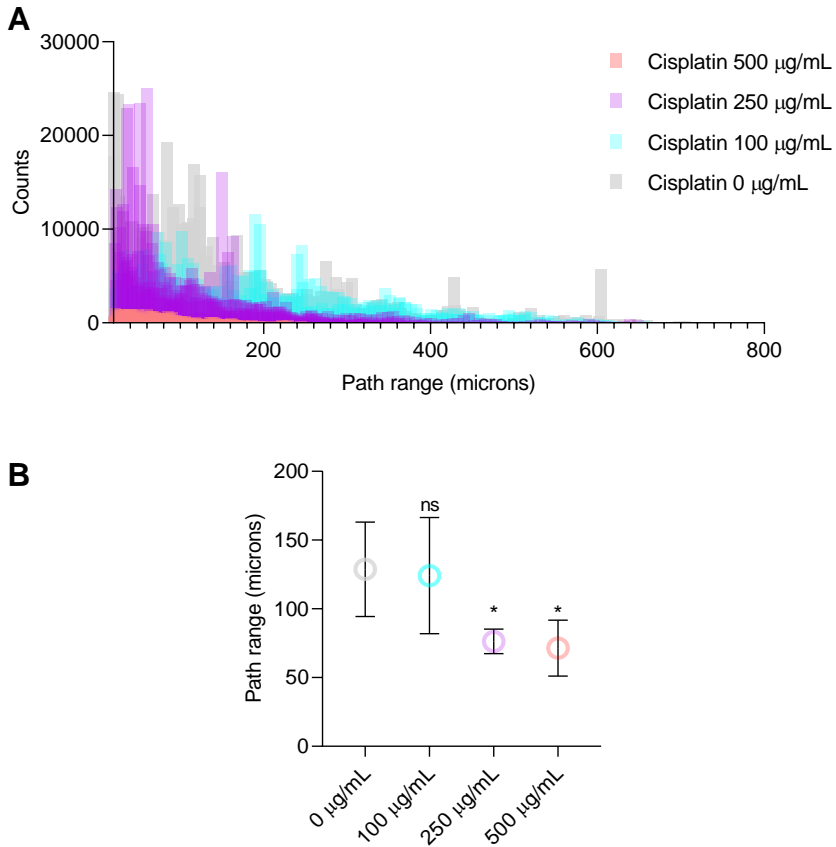 A
30000
20000
10000
0
Counts
200
400
600
800
Path range (microns)
Cisplatin 500 μg/mL
Cisplatin 250 μg/mL
Cisplatin 100 μg/mL
Cisplatin 0 μg/mL
B
200
150
100
50
0
Path range (microns)
ns
*
*
0 μg/mL
100 μg/mL
250 μg/mL
500 μg/mL